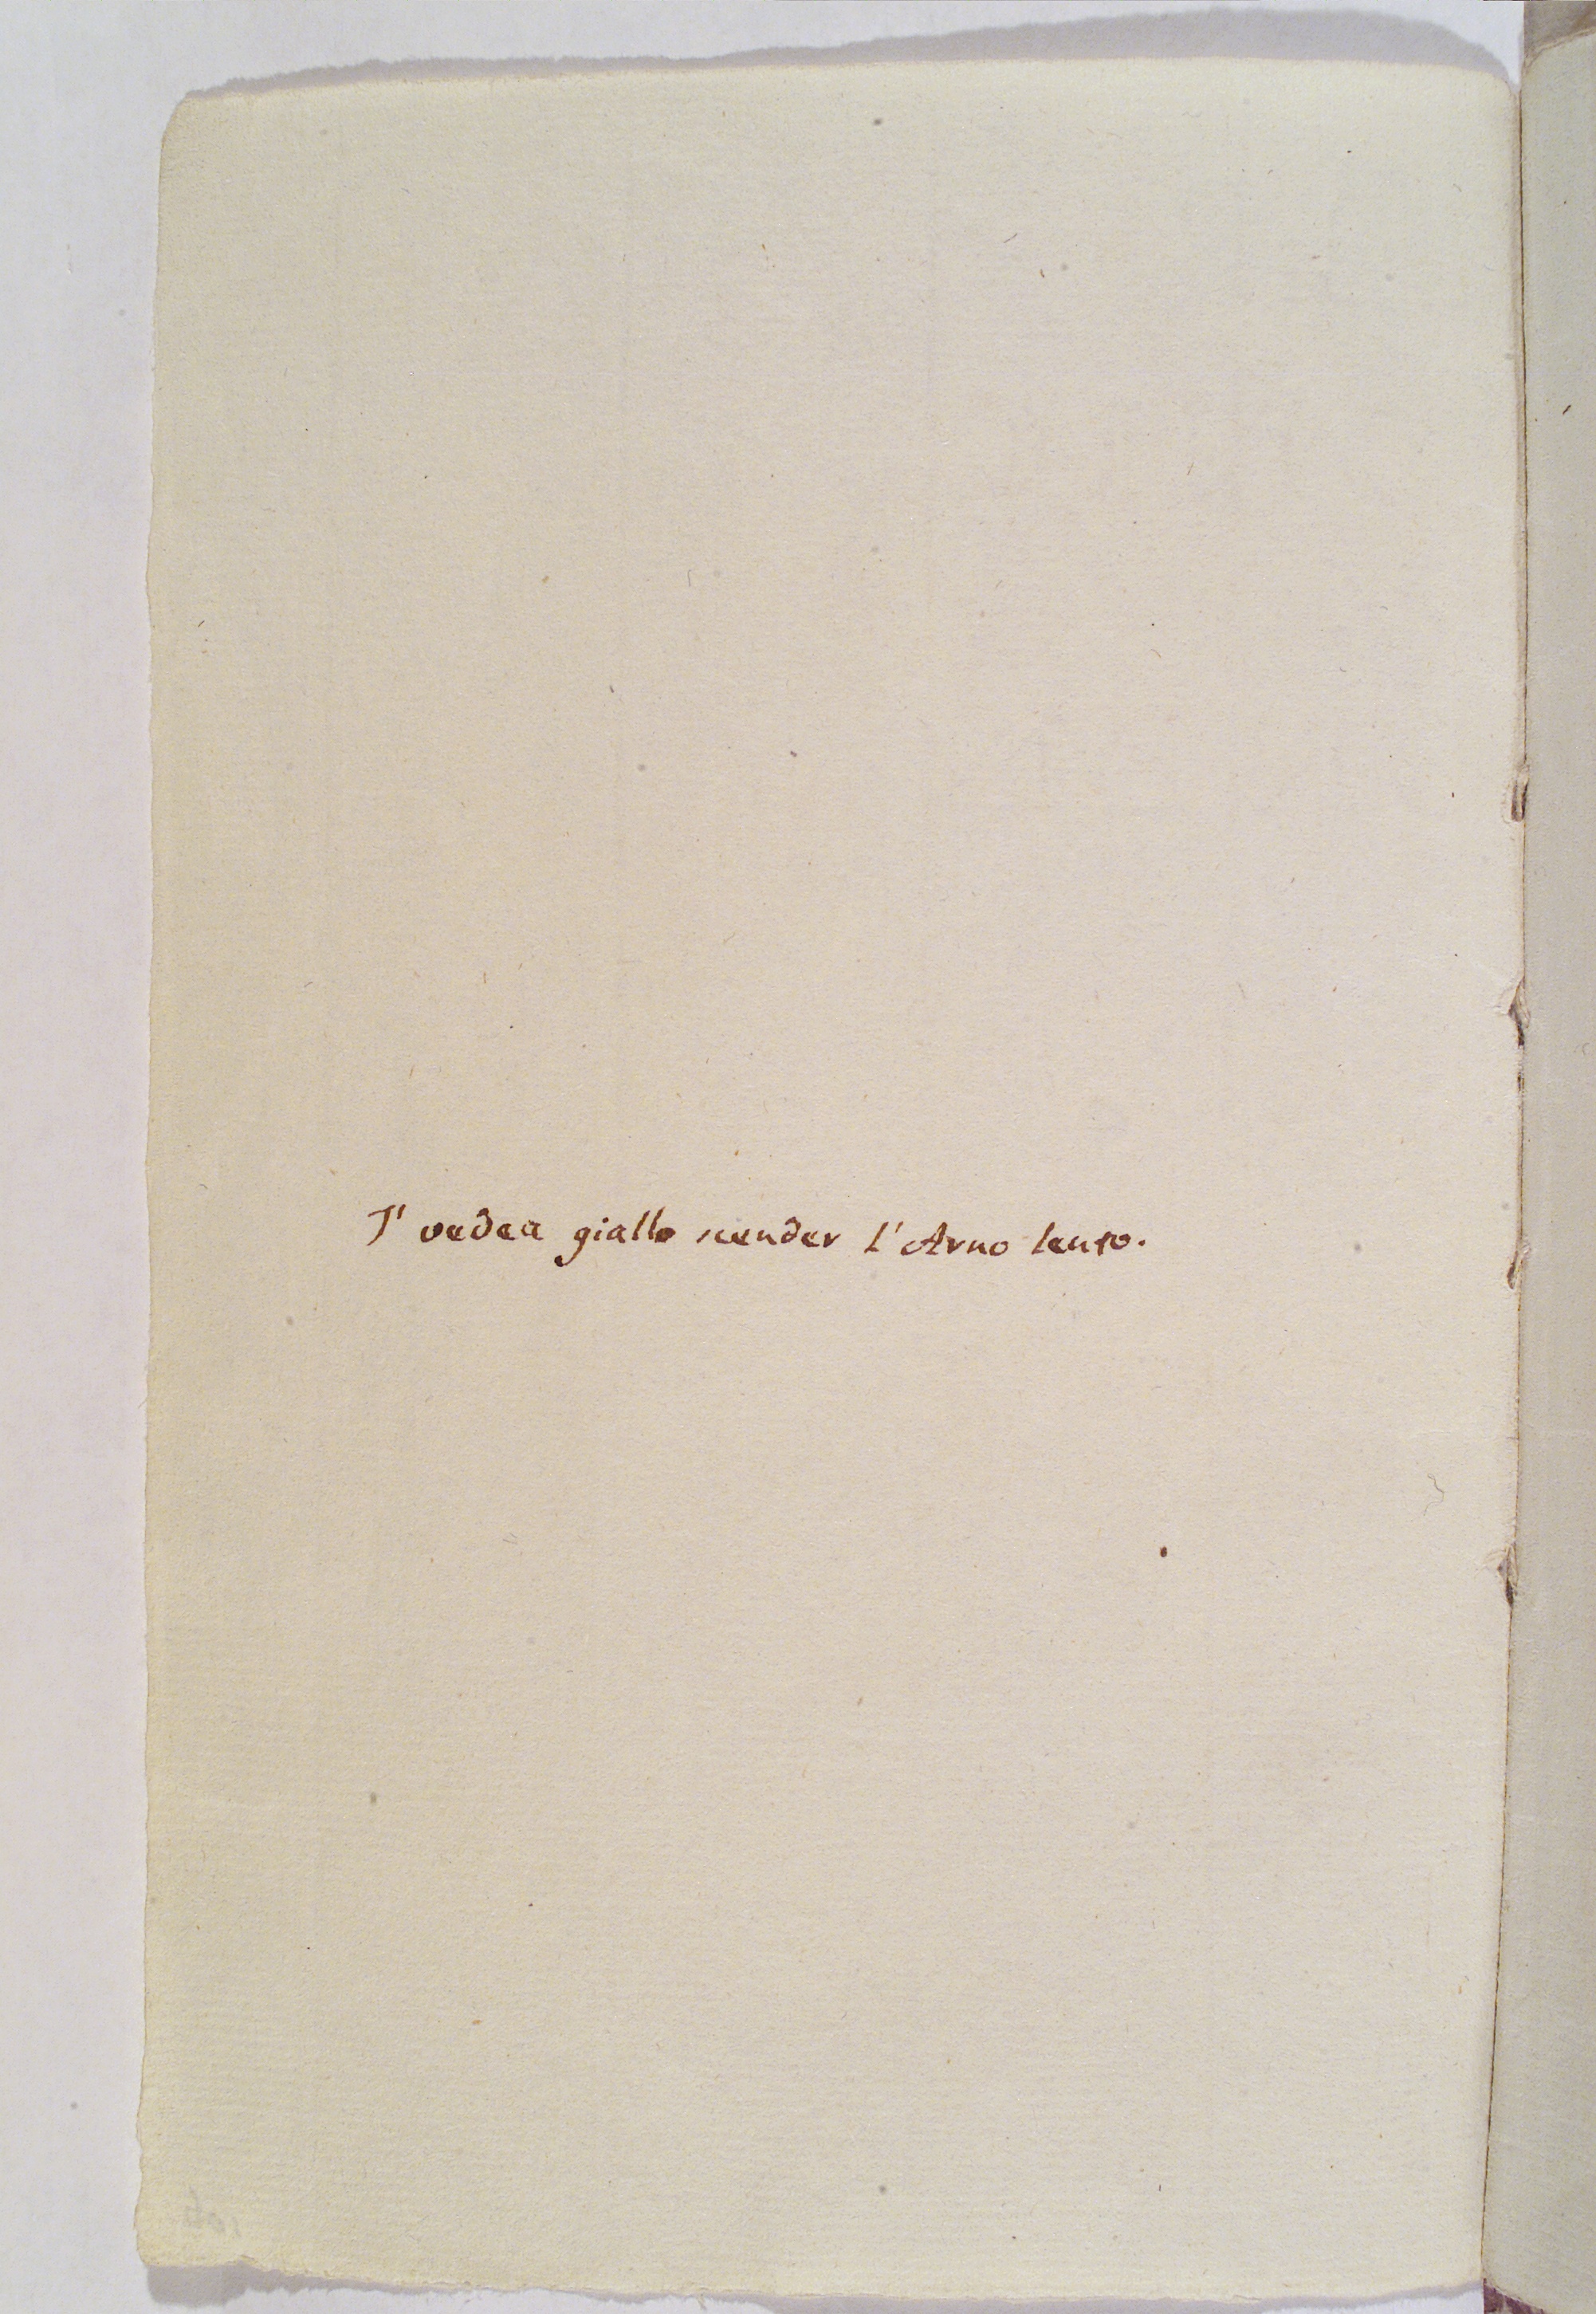 I' vedea giallo scender l'Arno lento.